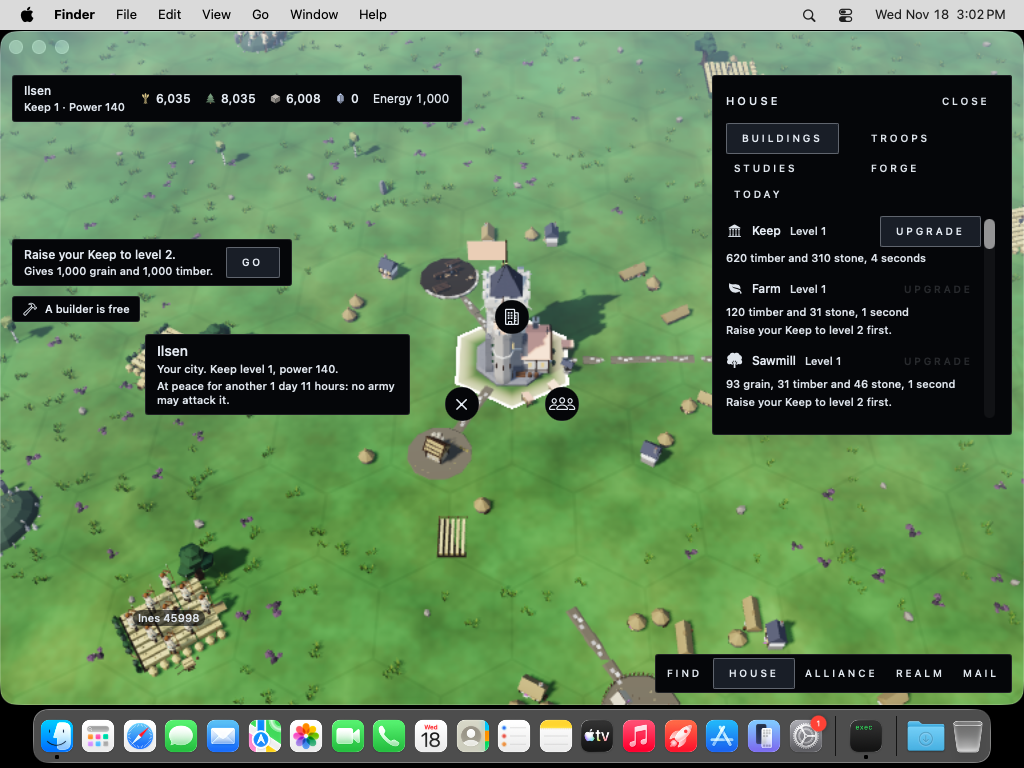 Finder File Edit View Go Window Help Wed Nov 18 3:02 PM
Ilsen
Keep 1 · Power 140
6,035 8,035 6,008 0 Energy 1,000
HOUSE CLOSE
BUILDINGS TROOPS
STUDIES FORGE
TODAY
Keep Level 1 UPGRADE
620 timber and 310 stone, 4 seconds
Farm Level 1 UPGRADE
120 timber and 31 stone, 1 second
Raise your Keep to level 2 first.
Sawmill Level 1 UPGRADE
93 grain, 31 timber and 46 stone, 1 second
Raise your Keep to level 2 first.
Raise your Keep to level 2.
Gives 1,000 grain and 1,000 timber.
GO
A builder is free
Ilsen
Your city. Keep level 1, power 140.
At peace for another 1 day 11 hours: no army
may attack it.
Ines 45998
FIND HOUSE ALLIANCE REALM MAIL
Wed
18
tv
1
exec